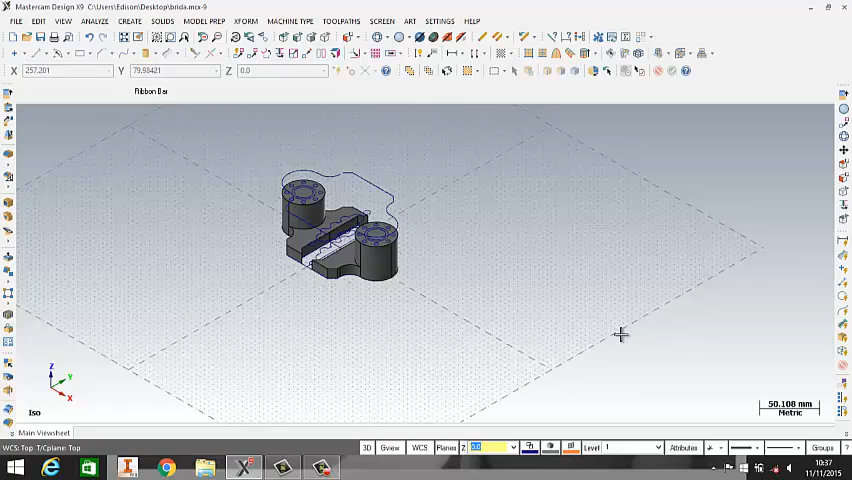 Mastercam Design X9 C:\Users\Edison\Desktop\brida.mcx-9
FILE EDIT VIEW ANALYZE CREATE SOLIDS MODEL PREP XFORM MACHINE TYPE TOOLPATHS SCREEN ART SETTINGS HELP
X 257.201 Y 79.98421 Z 0.0
Ribbon Bar
Z
Y
X
Iso
50.108 mm
Metric
Main Viewsheet
WCS: Top T/Cplane: Top 3D Gview WCS Planes Z 0.0 Level 1 Attributes Groups
10:37
11/11/2015